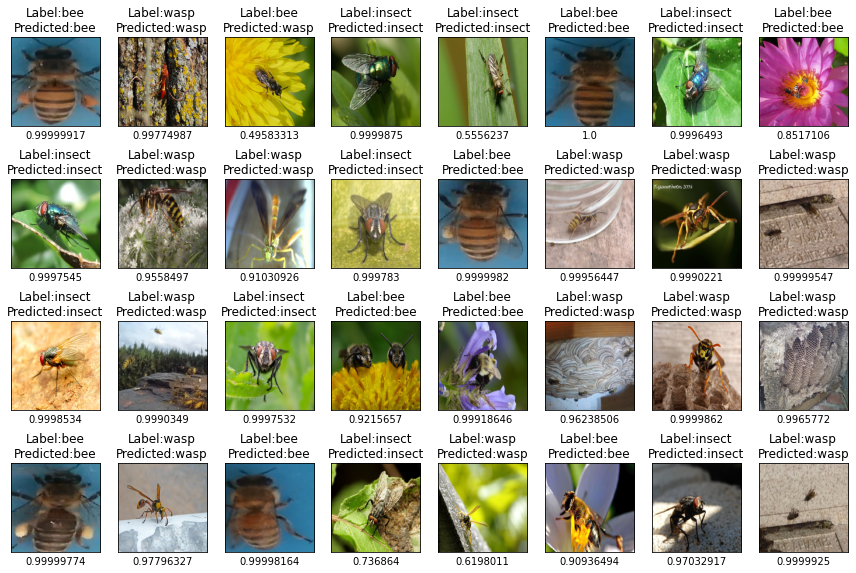 Label:bee
Predicted:bee
0.99999917
Label:wasp
Predicted:wasp
0.99774987
Label:bee
Predicted:wasp
0.49583313
Label:insect
Predicted:insect
0.9999875
Label:insect
Predicted:insect
0.5556237
Label:bee
Predicted:bee
1.0
Label:insect
Predicted:insect
0.9996493
Label:bee
Predicted:bee
0.8517106
Label:insect
Predicted:insect
0.9997545
Label:wasp
Predicted:wasp
0.9558497
Label:wasp
Predicted:wasp
0.91030926
Label:insect
Predicted:insect
0.999783
Label:bee
Predicted:bee
0.9999982
Label:wasp
Predicted:wasp
0.99956447
Label:wasp
Predicted:wasp
0.9990221
Label:wasp
Predicted:wasp
0.99999547
Label:insect
Predicted:insect
0.9998534
Label:wasp
Predicted:wasp
0.9990349
Label:insect
Predicted:insect
0.9997532
Label:bee
Predicted:bee
0.9215657
Label:bee
Predicted:bee
0.99918646
Label:wasp
Predicted:wasp
0.96238506
Label:wasp
Predicted:wasp
0.9999862
Label:wasp
Predicted:wasp
0.9965772
Label:bee
Predicted:bee
0.99999774
Label:wasp
Predicted:wasp
0.97796327
Label:bee
Predicted:bee
0.99998164
Label:insect
Predicted:insect
0.736864
Label:wasp
Predicted:wasp
0.6198011
Label:bee
Predicted:bee
0.90936494
Label:insect
Predicted:insect
0.97032917
Label:wasp
Predicted:wasp
0.9999925